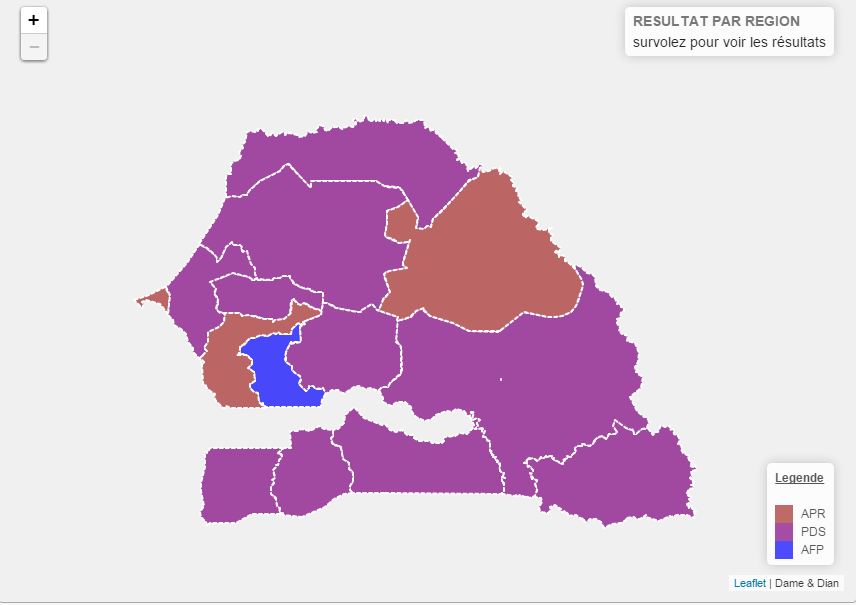 +
−
RESULTAT PAR REGION
survolez pour voir les résultats
Legende
APR
PDS
AFP
Leaflet | Dame & Dian